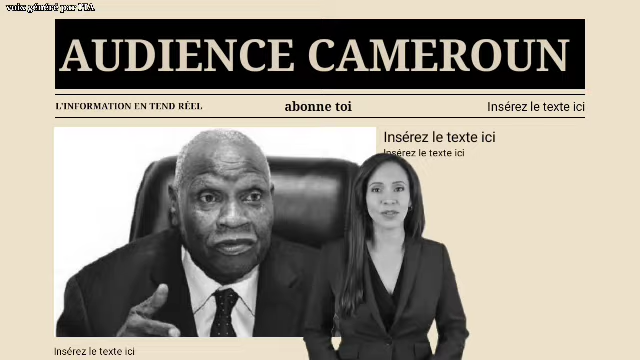 voix généré par l'IA
AUDIENCE CAMEROUN
L'INFORMATION EN TEND RÉEL
abonne toi
Insérez le texte ici
Insérez le texte ici
Insérez le texte ici
Insérez le texte ici